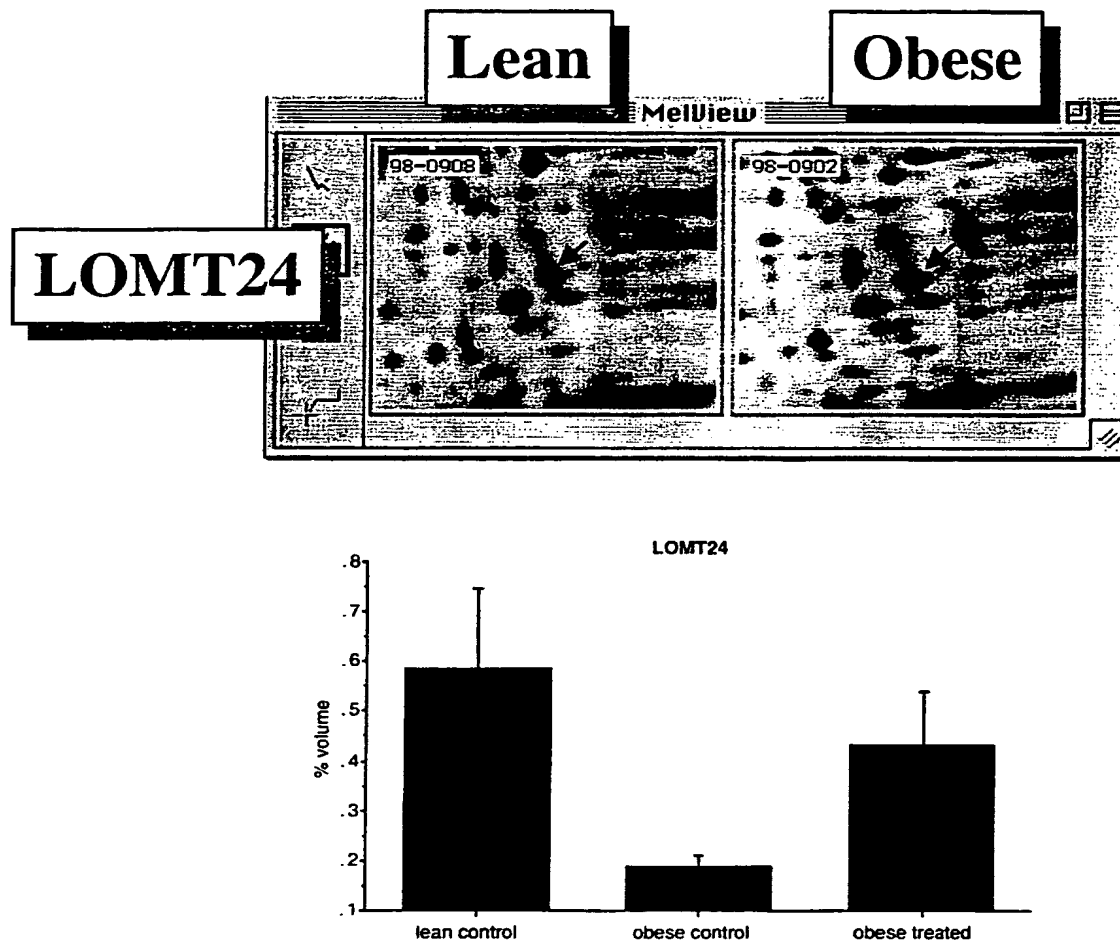 Lean
Obese
MelView
98-0908
98-0902
LOMT24
LOMT24
.8
.7
.6
.5
.4
.3
.2
.1
% volume
lean control
obese control
obese treated